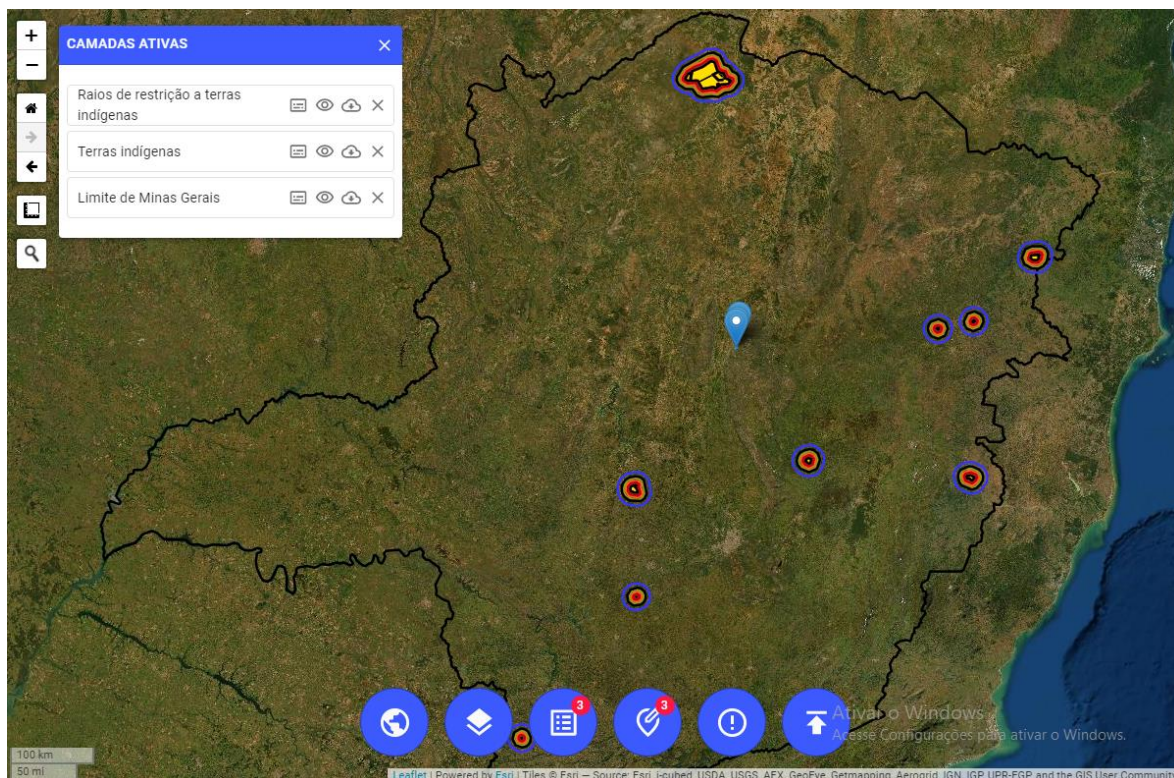 +
CAMADAS ATIVAS
−
Raios de restrição a terras
indígenas
Terras indígenas
Limite de Minas Gerais
3
3
Ativar o Windows
Acesse Configurações para ativar o Windows.
100 km
50 mi
Leaflet | Powered by Esri | Tiles © Esri — Source: Esri, i-cubed, USDA, USGS, AEX, GeoEye, Getmapping, Aerogrid, IGN, IGP, UPR-EGP, and the GIS User Commun